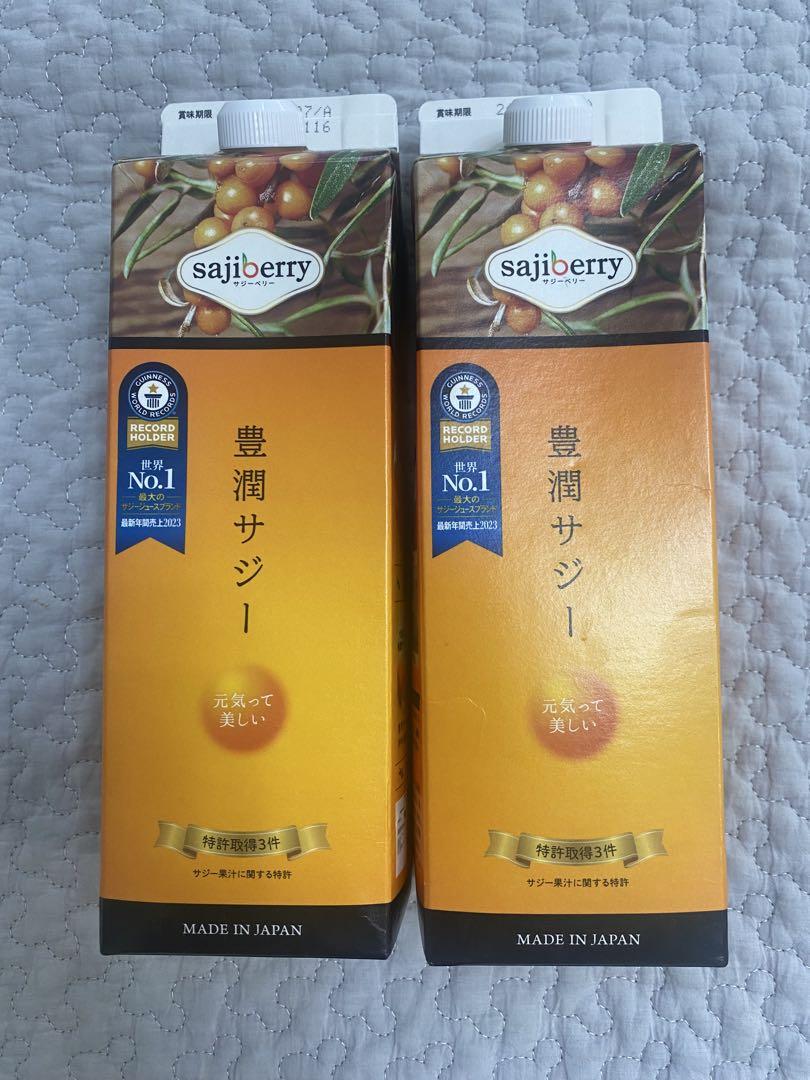 賞味期限
7/A
116
sajiberry
サジーベリー
GUINNESS WORLD RECORDS
RECORD
HOLDER
世界
No.1
最大の
サジージュースブランド
最新年間売上2023
豊潤サジー
元気って
美しい
特許取得3件
サジー果汁に関する特許
MADE IN JAPAN
賞味期限 2
sajiberry
サジーベリー
GUINNESS WORLD RECORDS
RECORD
HOLDER
世界
No.1
最大の
サジージュースブランド
最新年間売上2023
豊潤サジー
元気って
美しい
特許取得3件
サジー果汁に関する特許
MADE IN JAPAN